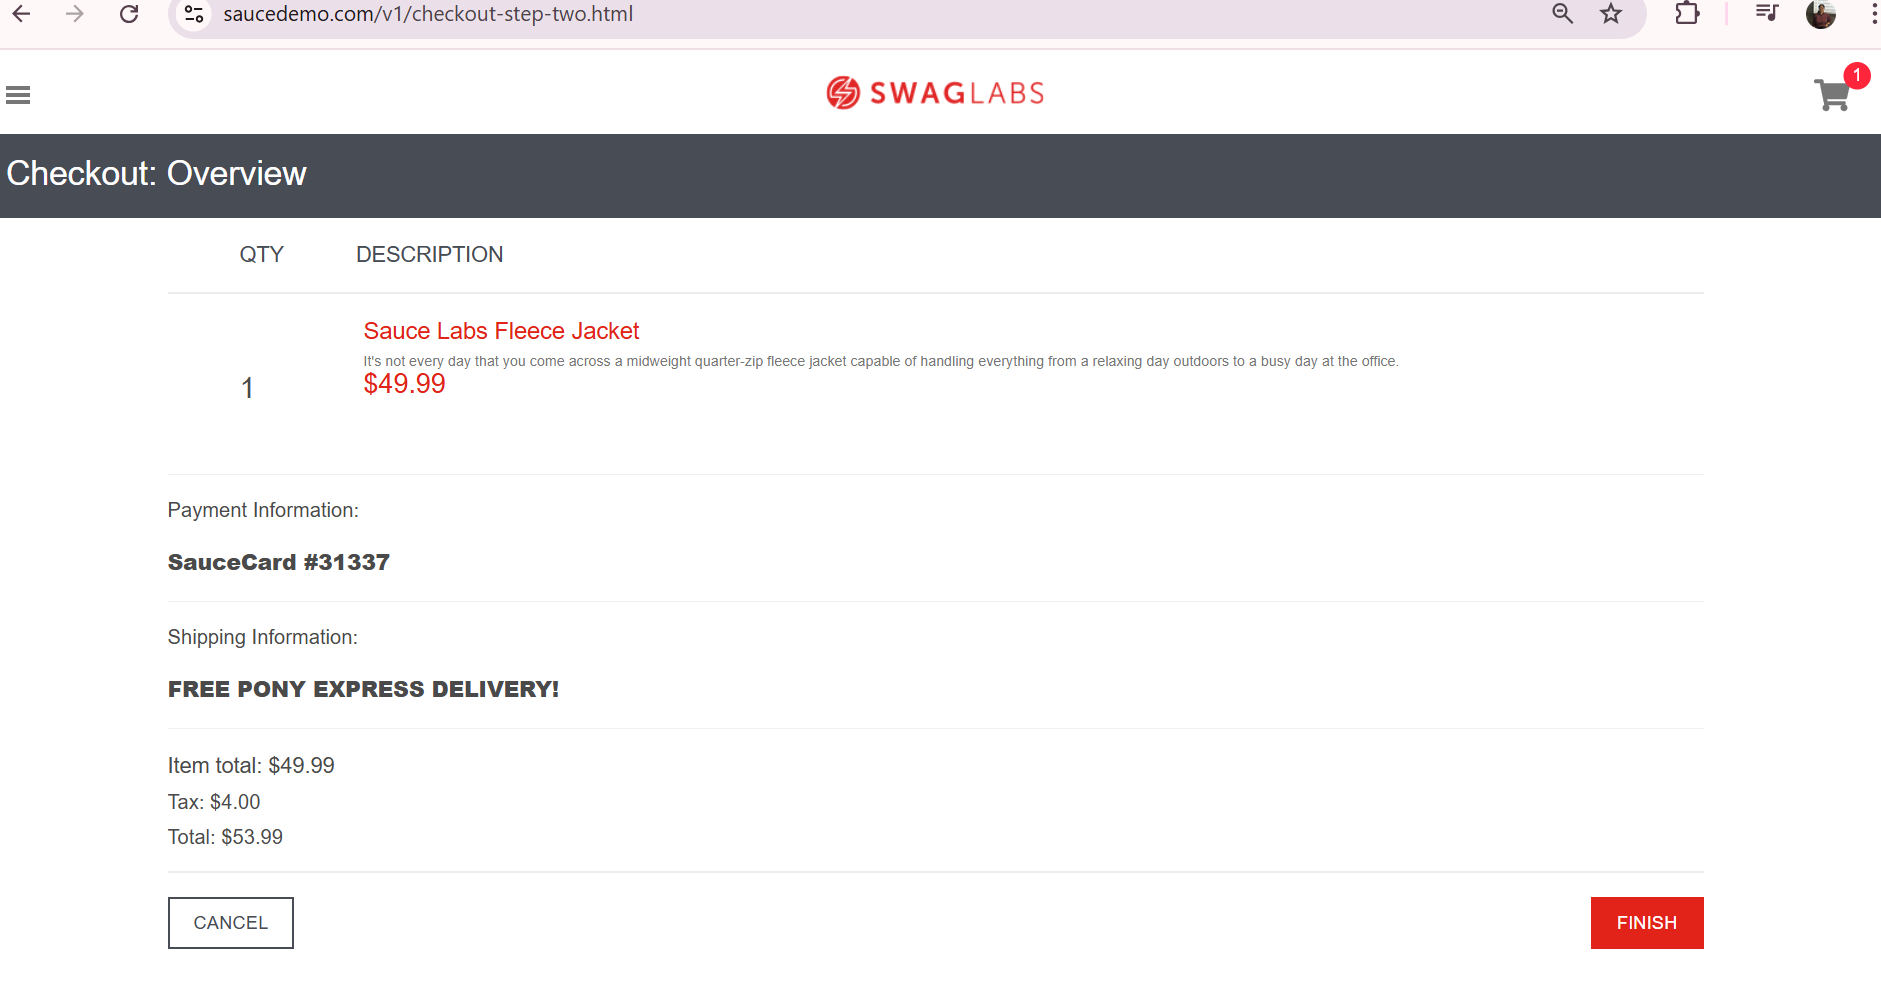 saucedemo.com/v1/checkout-step-two.html
SWAGLABS
1
Checkout: Overview
QTY DESCRIPTION
Sauce Labs Fleece Jacket
It's not every day that you come across a midweight quarter-zip fleece jacket capable of handling everything from a relaxing day outdoors to a busy day at the office.
$49.99
1
Payment Information:
SauceCard #31337
Shipping Information:
FREE PONY EXPRESS DELIVERY!
Item total: $49.99
Tax: $4.00
Total: $53.99
CANCEL
FINISH